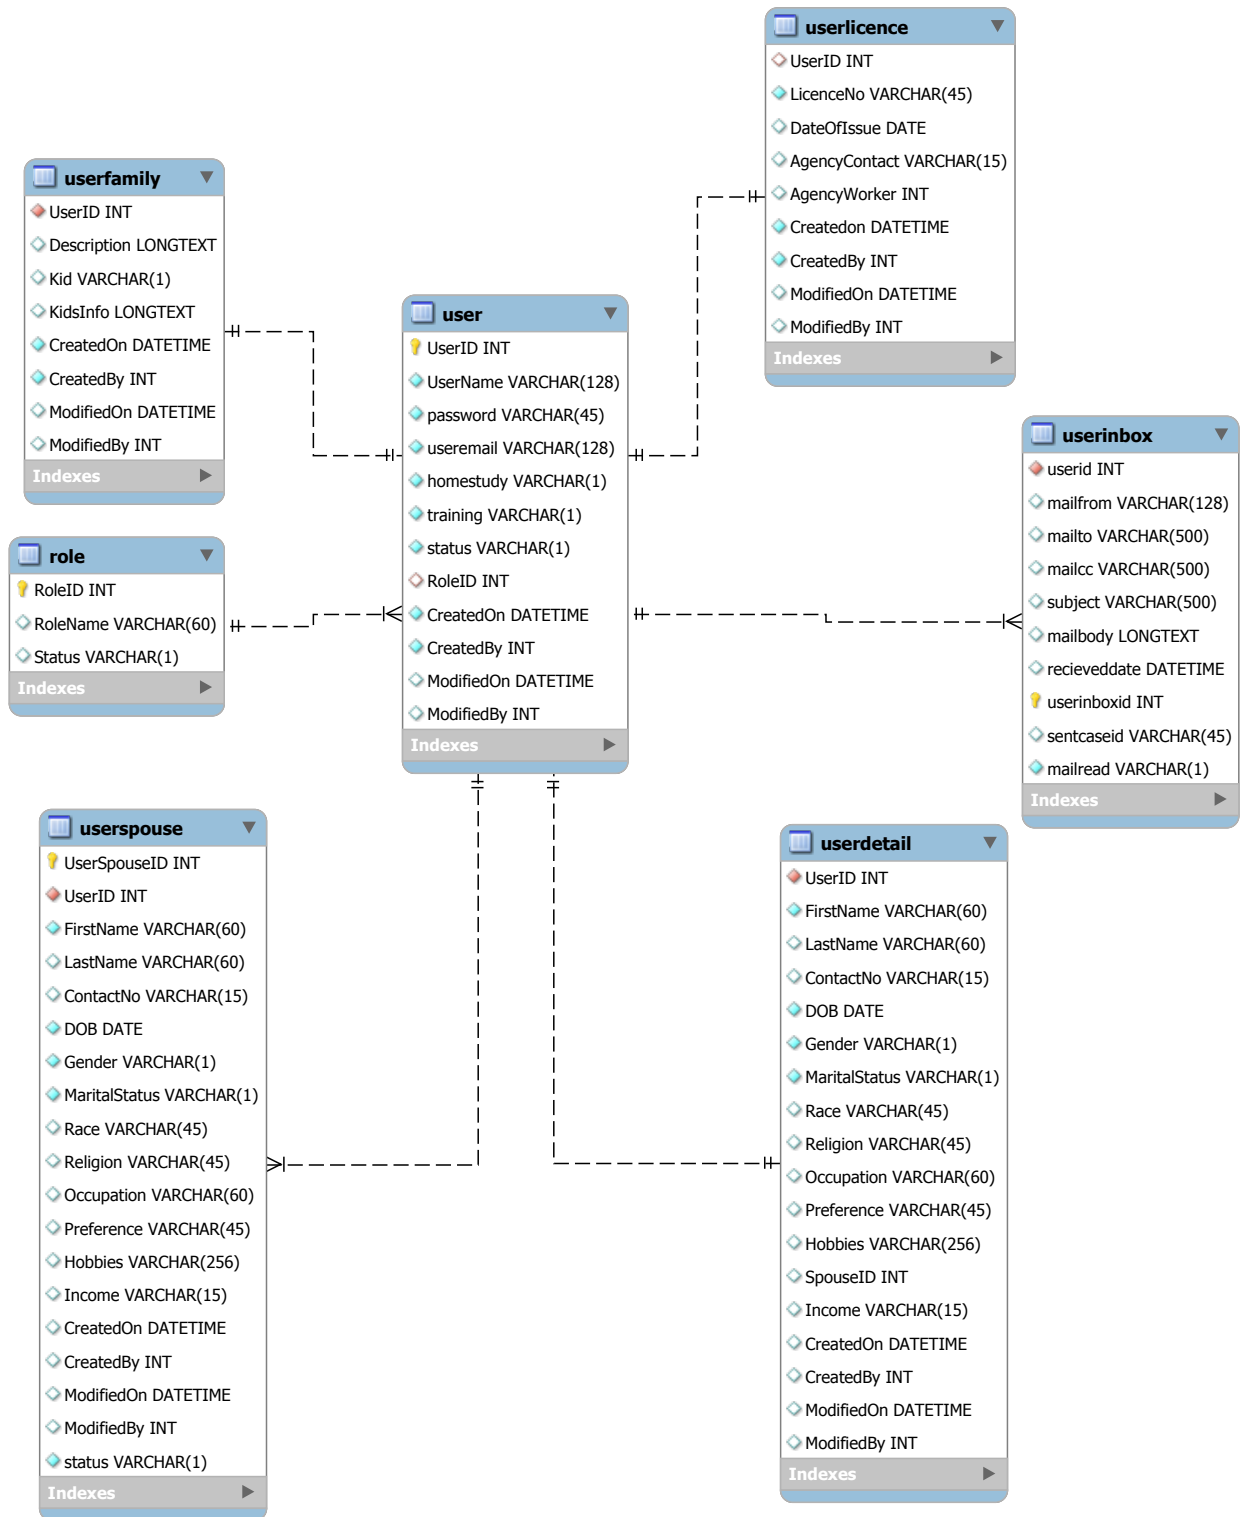 userlicence
UserID INT
LicenceNo VARCHAR(45)
DateOfIssue DATE
AgencyContact VARCHAR(15)
AgencyWorker INT
Createdon DATETIME
CreatedBy INT
ModifiedOn DATETIME
ModifiedBy INT
Indexes
userfamily
UserID INT
Description LONGTEXT
Kid VARCHAR(1)
KidsInfo LONGTEXT
CreatedOn DATETIME
CreatedBy INT
ModifiedOn DATETIME
ModifiedBy INT
Indexes
user
UserID INT
UserName VARCHAR(128)
password VARCHAR(45)
useremail VARCHAR(128)
homestudy VARCHAR(1)
training VARCHAR(1)
status VARCHAR(1)
RoleID INT
CreatedOn DATETIME
CreatedBy INT
ModifiedOn DATETIME
ModifiedBy INT
Indexes
userinbox
userid INT
mailfrom VARCHAR(128)
mailto VARCHAR(500)
mailcc VARCHAR(500)
subject VARCHAR(500)
mailbody LONGTEXT
recieveddate DATETIME
userinboxid INT
sentcaseid VARCHAR(45)
mailread VARCHAR(1)
Indexes
role
RoleID INT
RoleName VARCHAR(60)
Status VARCHAR(1)
Indexes
userspouse
UserSpouseID INT
UserID INT
FirstName VARCHAR(60)
LastName VARCHAR(60)
ContactNo VARCHAR(15)
DOB DATE
Gender VARCHAR(1)
MaritalStatus VARCHAR(1)
Race VARCHAR(45)
Religion VARCHAR(45)
Occupation VARCHAR(60)
Preference VARCHAR(45)
Hobbies VARCHAR(256)
Income VARCHAR(15)
CreatedOn DATETIME
CreatedBy INT
ModifiedOn DATETIME
ModifiedBy INT
status VARCHAR(1)
Indexes
userdetail
UserID INT
FirstName VARCHAR(60)
LastName VARCHAR(60)
ContactNo VARCHAR(15)
DOB DATE
Gender VARCHAR(1)
MaritalStatus VARCHAR(1)
Race VARCHAR(45)
Religion VARCHAR(45)
Occupation VARCHAR(60)
Preference VARCHAR(45)
Hobbies VARCHAR(256)
SpouseID INT
Income VARCHAR(15)
CreatedOn DATETIME
CreatedBy INT
ModifiedOn DATETIME
ModifiedBy INT
Indexes